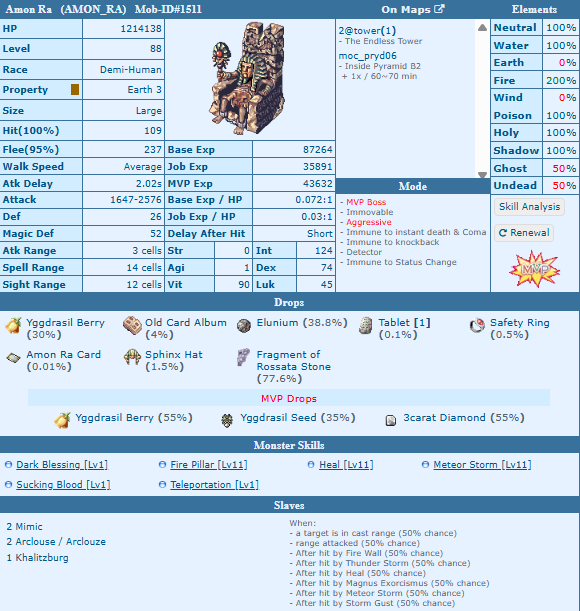 Amon Ra (AMON_RA) Mob-ID#1511
On Maps
Elements
HP 1214138
Level 88
Race Demi-Human
Property Earth 3
Size Large
Hit(100%) 109
Flee(95%) 237
Walk Speed Average
Atk Delay 2.02s
Attack 1647-2576
Def 26
Magic Def 52
Atk Range 3 cells
Spell Range 14 cells
Sight Range 12 cells
Base Exp 87264
Job Exp 35891
MVP Exp 43632
Base Exp / HP 0.072:1
Job Exp / HP 0.03:1
Delay After Hit Short
Str 0 Int 124
Agi 1 Dex 74
Vit 90 Luk 45
2@tower(1)
- The Endless Tower
moc_pryd06
- Inside Pyramid B2
+ 1x / 60~70 min
Mode
- MVP Boss
- Immovable
- Aggressive
- Immune to instant death & Coma
- Immune to knockback
- Detector
- Immune to Status Change
Neutral 100%
Water 100%
Earth 0%
Fire 200%
Wind 0%
Poison 100%
Holy 100%
Shadow 100%
Ghost 50%
Undead 50%
Skill Analysis
Renewal
MVP
Drops
Yggdrasil Berry (30%)
Old Card Album (4%)
Elunium (38.8%)
Tablet [1] (0.1%)
Safety Ring (0.5%)
Amon Ra Card (0.01%)
Sphinx Hat (1.5%)
Fragment of Rossata Stone (77.6%)
MVP Drops
Yggdrasil Berry (55%) Yggdrasil Seed (35%) 3carat Diamond (55%)
Monster Skills
Dark Blessing [Lv1] Fire Pillar [Lv11] Heal [Lv11] Meteor Storm [Lv11]
Sucking Blood [Lv1] Teleportation [Lv1]
Slaves
2 Mimic
2 Arclouse / Arclouze
1 Khalitzburg
When:
- a target is in cast range (50% chance)
- range attacked (50% chance)
- After hit by Fire Wall (50% chance)
- After hit by Thunder Storm (50% chance)
- After hit by Heal (50% chance)
- After hit by Magnus Exorcismus (50% chance)
- After hit by Meteor Storm (50% chance)
- After hit by Storm Gust (50% chance)